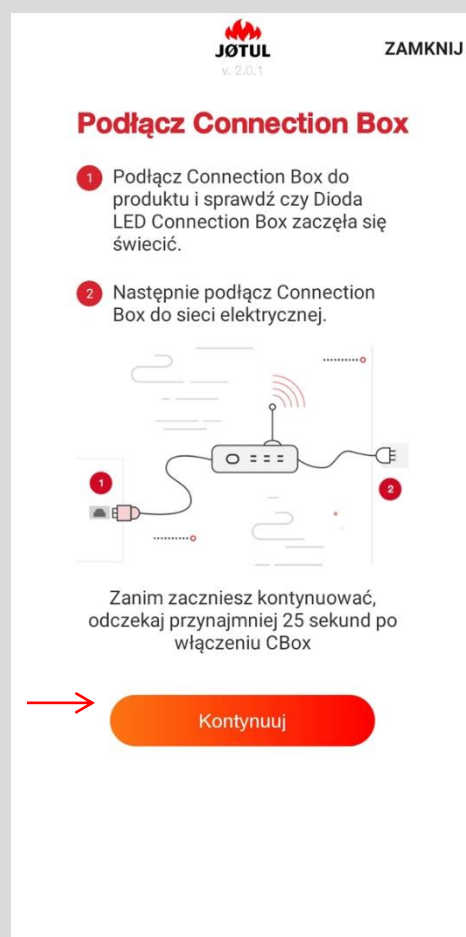 JØTUL
ZAMKNIJ
v. 2.0.1
Podłącz Connection Box
1 Podłącz Connection Box do
produktu i sprawdź czy Dioda
LED Connection Box zaczęła się
świecić.
2 Następnie podłącz Connection
Box do sieci elektrycznej.
1
2
Zanim zaczniesz kontynuować,
odczekaj przynajmniej 25 sekund po
włączeniu CBox
Kontynuuj